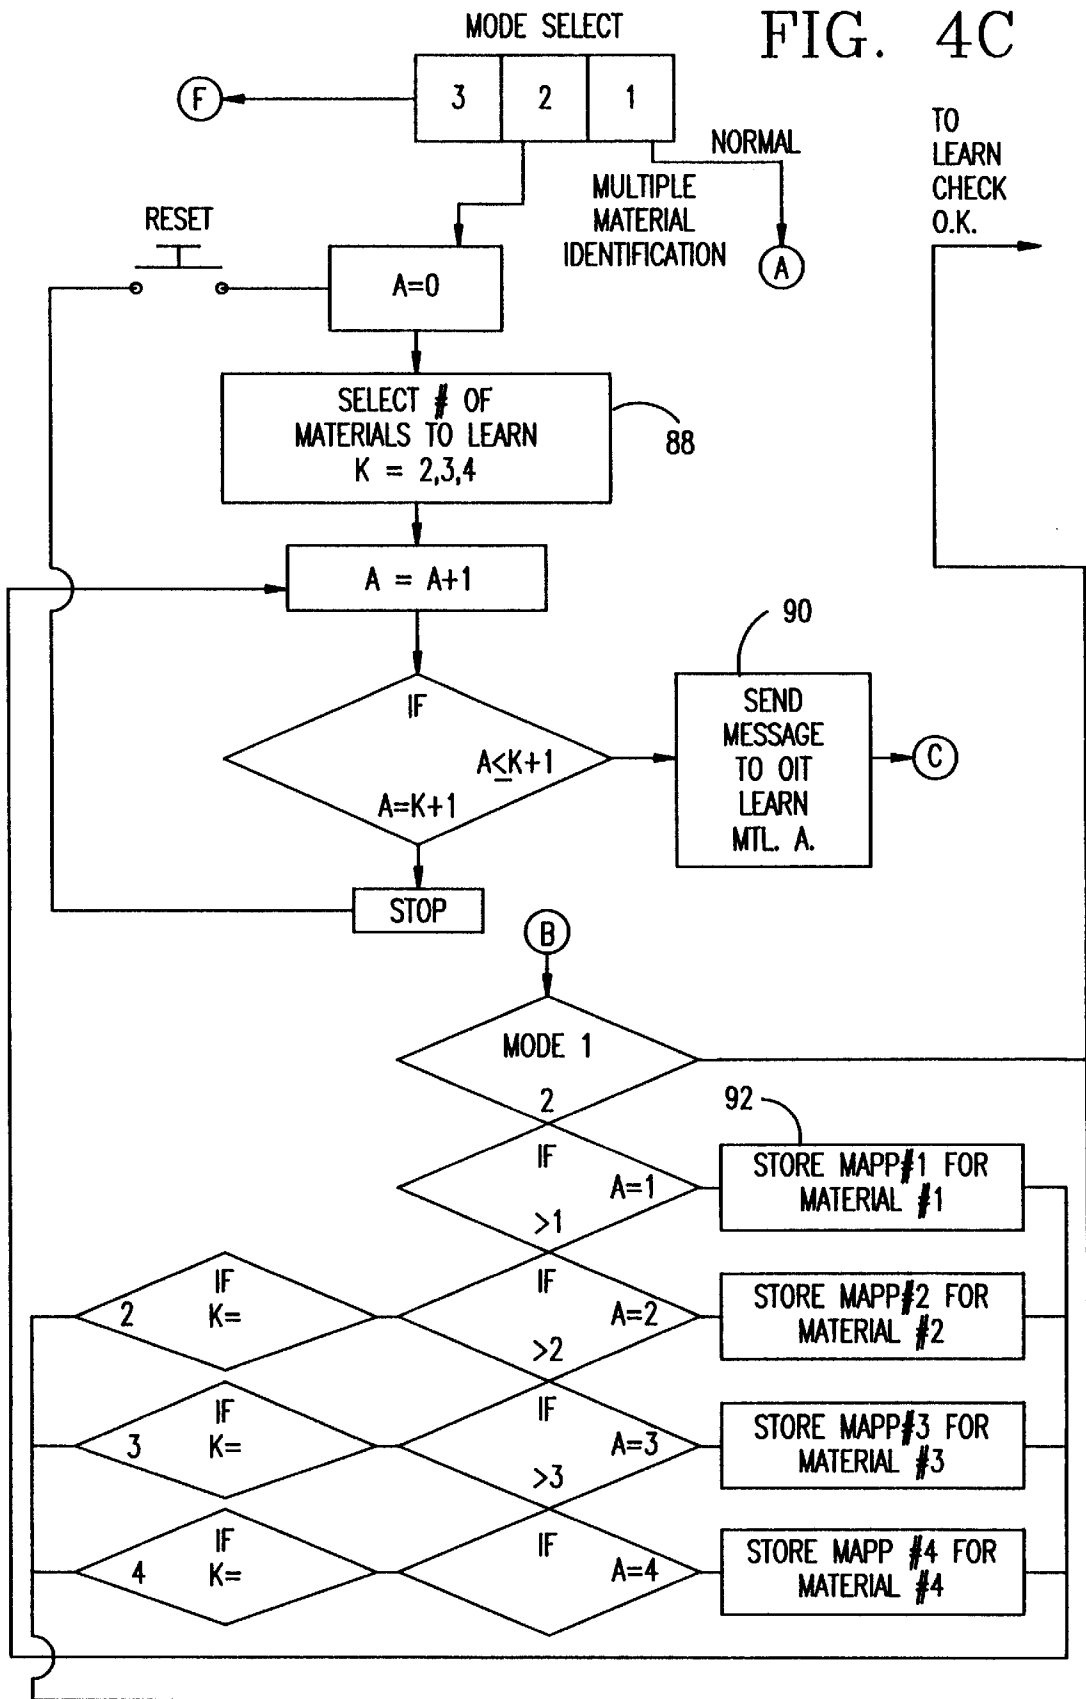 FIG. 4C
MODE SELECT
F
3
2
1
NORMAL
MULTIPLE
MATERIAL
IDENTIFICATION
A
TO
LEARN
CHECK
O.K.
RESET
A=0
SELECT # OF
MATERIALS TO LEARN
K = 2,3,4
88
A = A+1
IF
A≤K+1
A=K+1
90
SEND
MESSAGE
TO OIT
LEARN
MTL. A.
C
STOP
B
MODE 1
2
IF
A=1
>1
92
STORE MAPP#1 FOR
MATERIAL #1
IF
K=
2
IF
A=2
>2
STORE MAPP#2 FOR
MATERIAL #2
IF
K=
3
IF
A=3
>3
STORE MAPP#3 FOR
MATERIAL #3
IF
K=
4
IF
A=4
STORE MAPP #4 FOR
MATERIAL #4